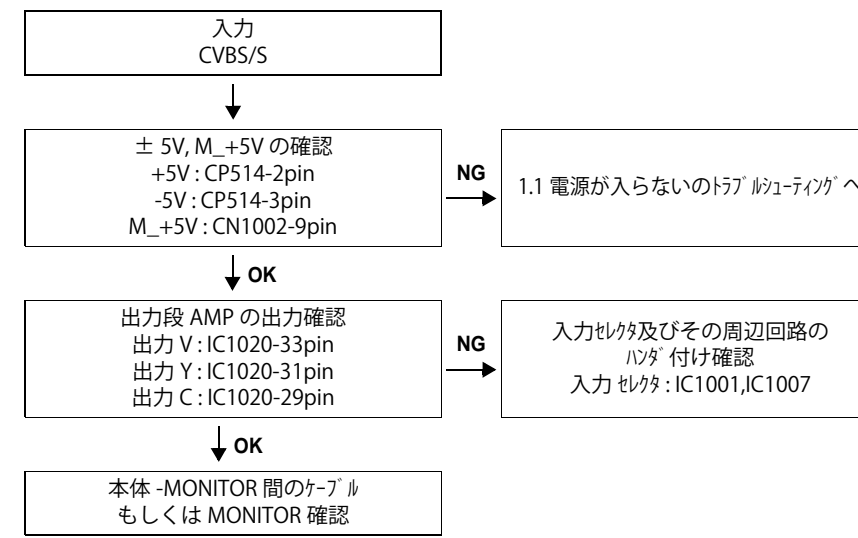 入力
CVBS/S
± 5V, M_+5V の確認
+5V : CP514-2pin
-5V : CP514-3pin
M_+5V : CN1002-9pin
NG
1.1 電源が入らないのﾄﾗﾌﾞﾙｼｭｰﾃｨﾝｸﾞへ
OK
出力段 AMP の出力確認
出力 V : IC1020-33pin
出力 Y : IC1020-31pin
出力 C : IC1020-29pin
NG
入力ｾﾚｸﾀ及びその周辺回路の
ﾊﾝﾀﾞ付け確認
入力 ｾﾚｸﾀ : IC1001,IC1007
OK
本体 -MONITOR 間のｹｰﾌﾞﾙ
もしくは MONITOR 確認